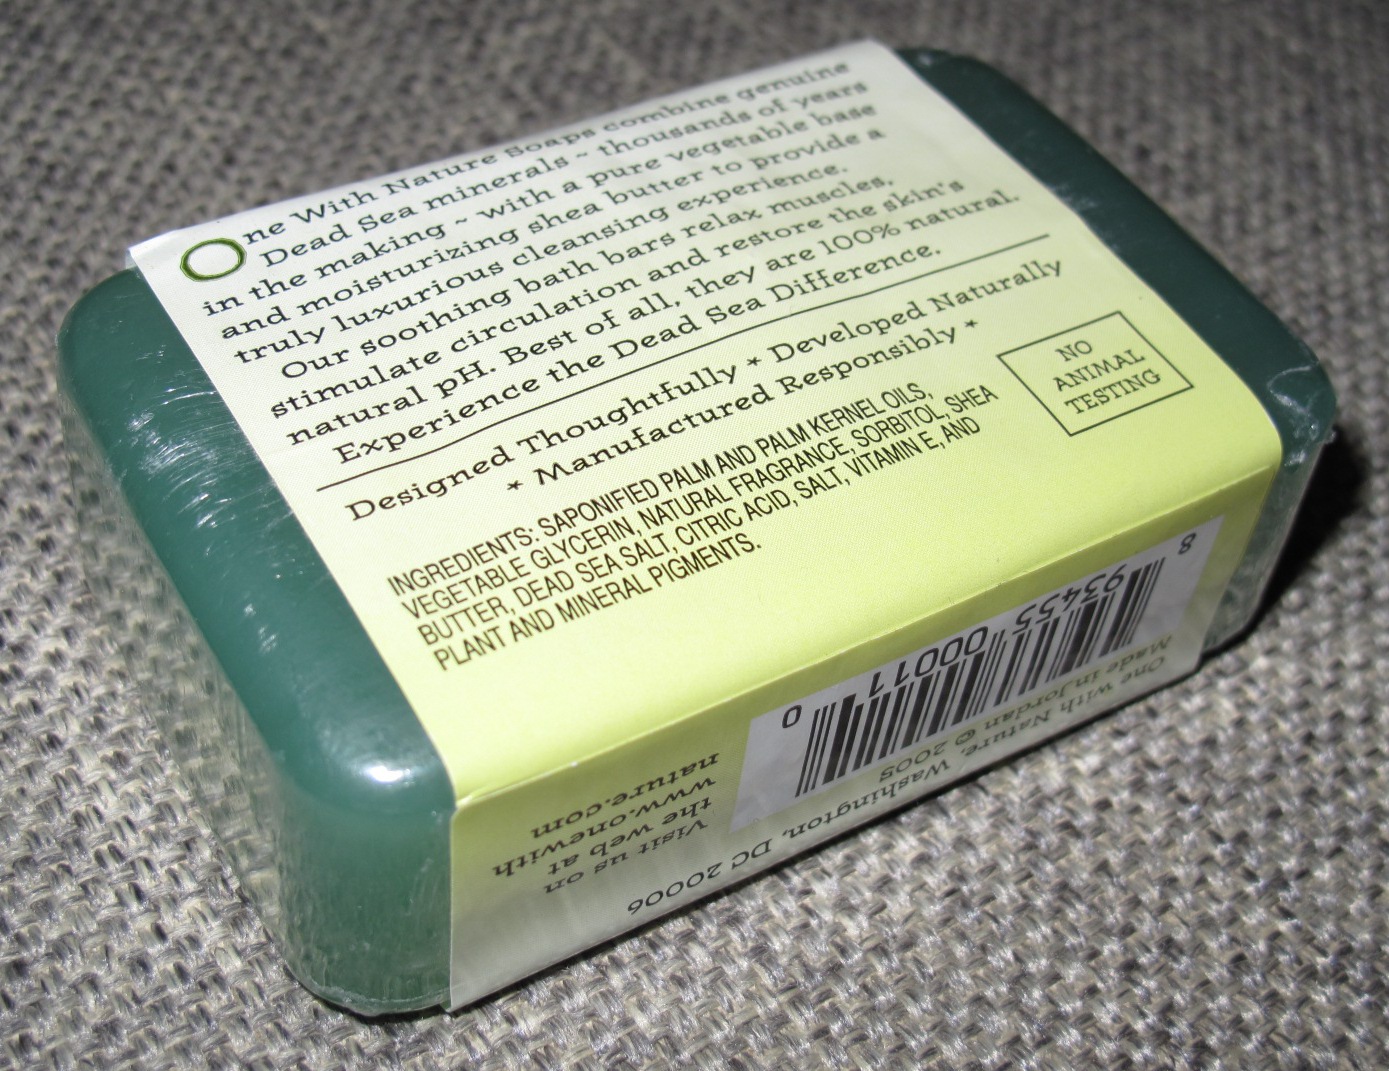 One With Nature Soaps combine genuine
Dead Sea minerals ~ thousands of years
in the making ~ with a pure vegetable base
and moisturizing shea butter to provide a
truly luxurious cleansing experience.
Our soothing bath bars relax muscles,
stimulate circulation and restore the skin's
natural pH. Best of all, they are 100% natural.
Experience the Dead Sea Difference.
Designed Thoughtfully * Developed Naturally
* Manufactured Responsibly *
NO
ANIMAL
TESTING
INGREDIENTS: SAPONIFIED PALM AND PALM KERNEL OILS,
VEGETABLE GLYCERIN, NATURAL FRAGRANCE, SORBITOL, SHEA
BUTTER, DEAD SEA SALT, CITRIC ACID, SALT, VITAMIN E, AND
PLANT AND MINERAL PIGMENTS.
8 93455 00011 0
Made in Jordan © 2005
One with Nature, Washington, DC 20006
Visit us on
the web at
www.onewith
nature.com